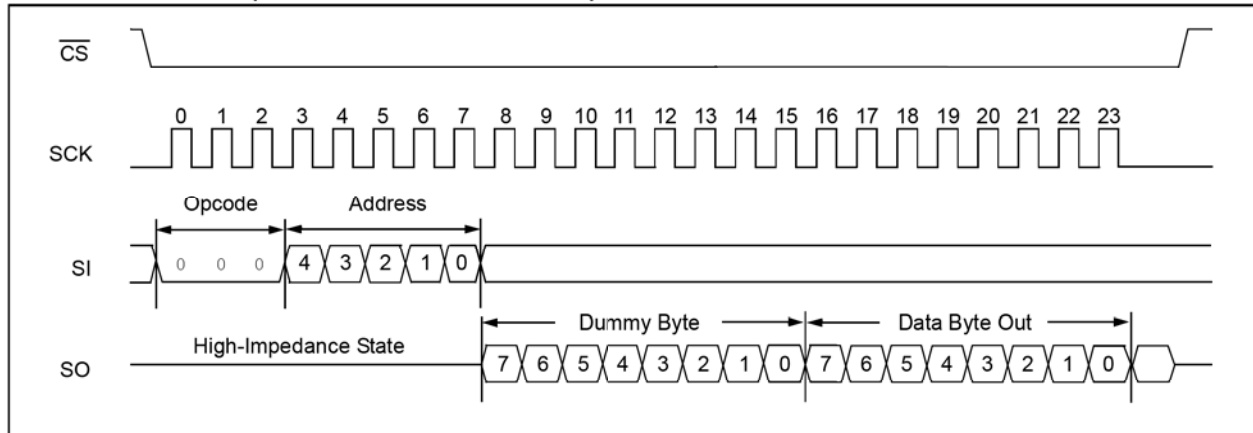 CS
0 1 2 3 4 5 6 7 8 9 10 11 12 13 14 15 16 17 18 19 20 21 22 23
SCK
Opcode Address
SI 0 0 0 4 3 2 1 0
Dummy Byte Data Byte Out
High-Impedance State
SO 7 6 5 4 3 2 1 0 7 6 5 4 3 2 1 0